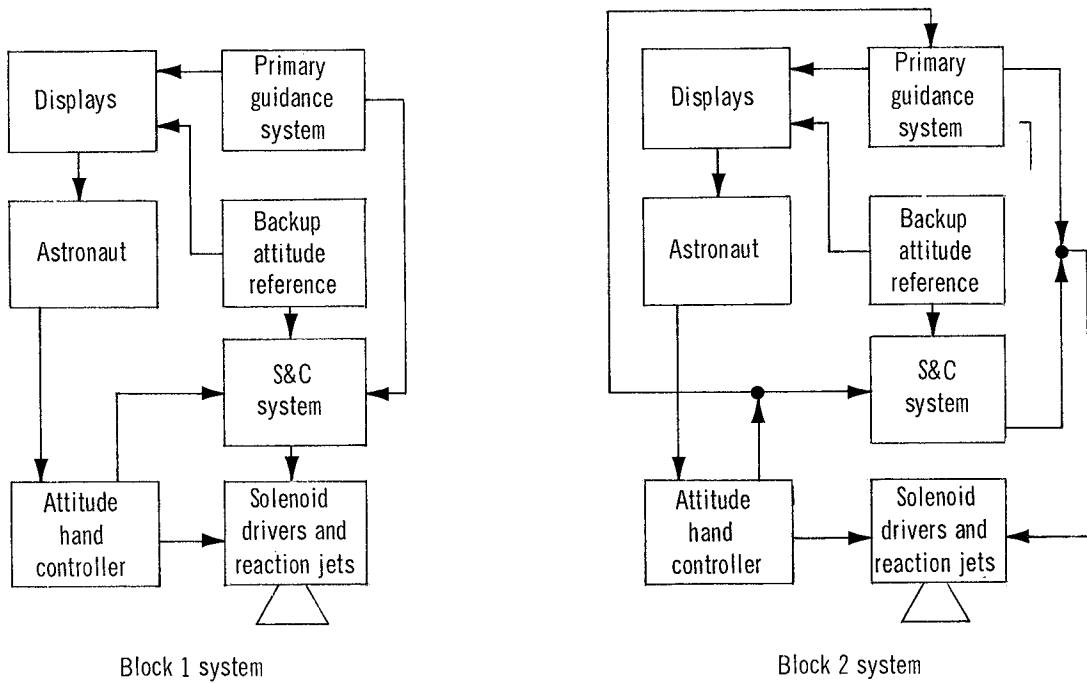 Displays
Primary
guidance
system
Astronaut
Backup
attitude
reference
S&C
system
Attitude
hand
controller
Solenoid
drivers and
reaction jets
Block 1 system
Displays
Primary
guidance
system
Astronaut
Backup
attitude
reference
S&C
system
Attitude
hand
controller
Solenoid
drivers and
reaction jets
Block 2 system